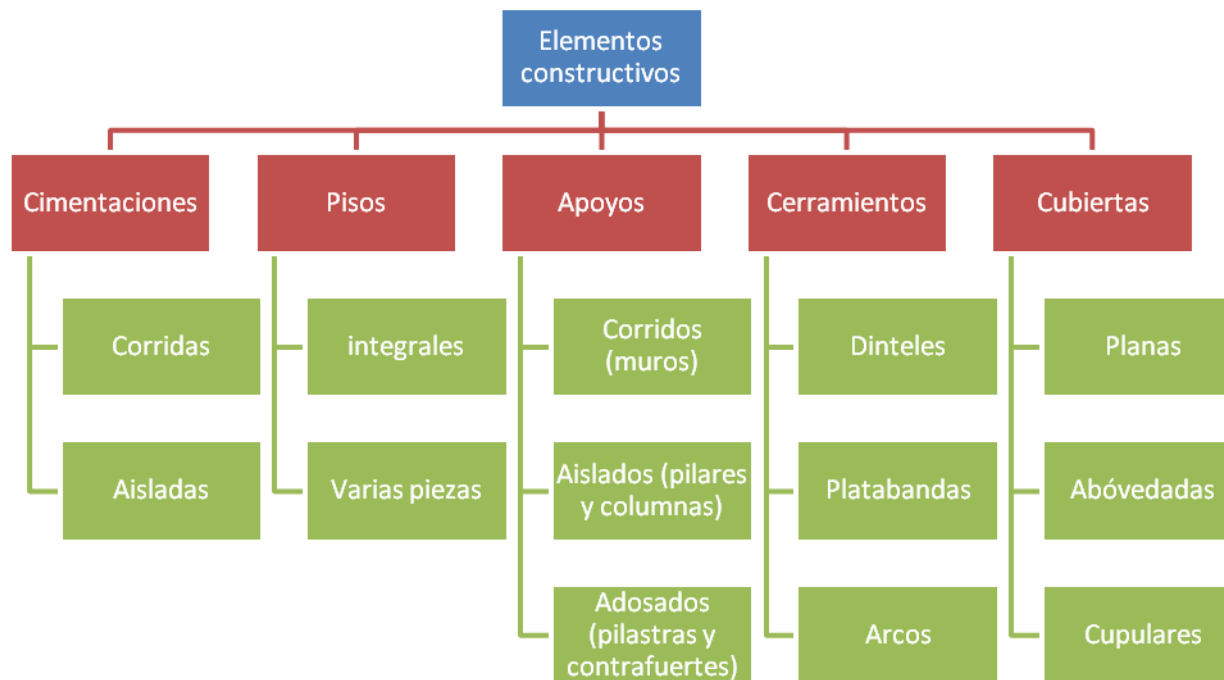 Elementos
constructivos
Cimentaciones
Pisos
Apoyos
Cerramientos
Cubiertas
Corridas
integrales
Corridos
(muros)
Dinteles
Planas
Aisladas
Varias piezas
Aislados (pilares
y columnas)
Platabandas
Abóvedadas
Adosados
(pilastras y
contrafuertes)
Arcos
Cupulares